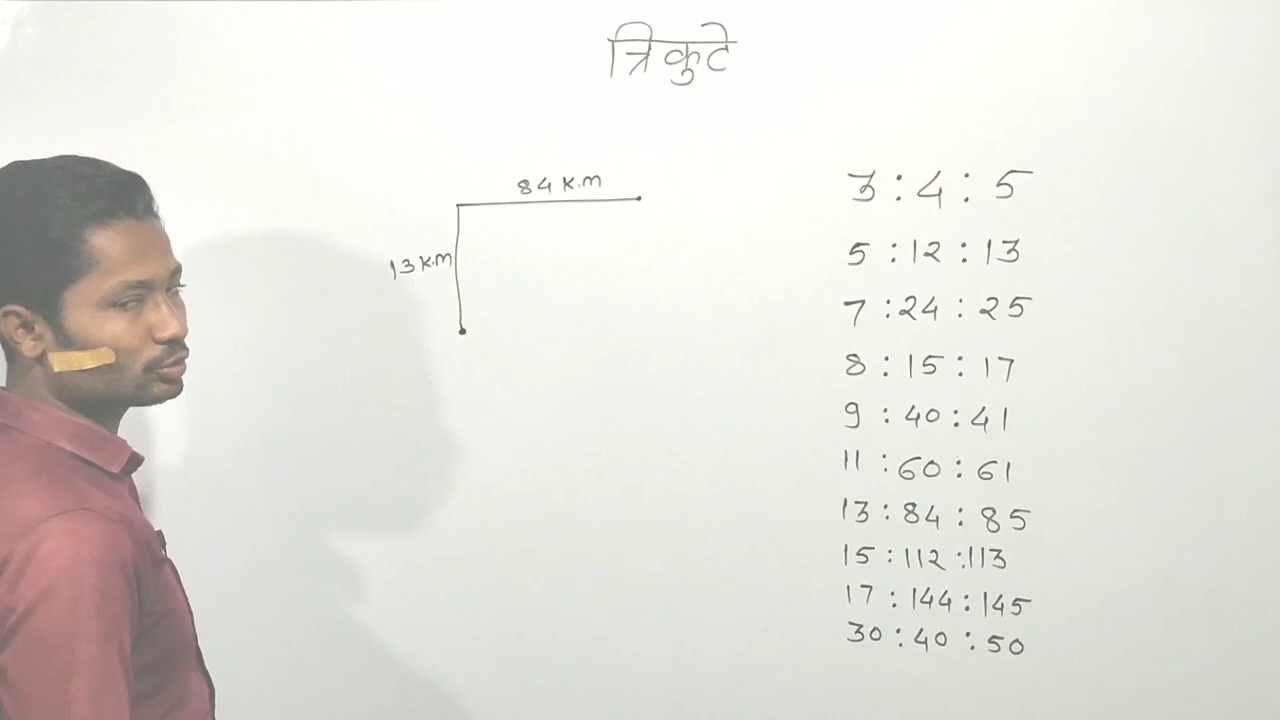 त्रिकुटे
84 K.m
13 K.m
3 : 4 : 5
5 : 12 : 13
7 : 24 : 25
8 : 15 : 17
9 : 40 : 41
11 : 60 : 61
13 : 84 : 85
15 : 112 : 113
17 : 144 : 145
30 : 40 : 50